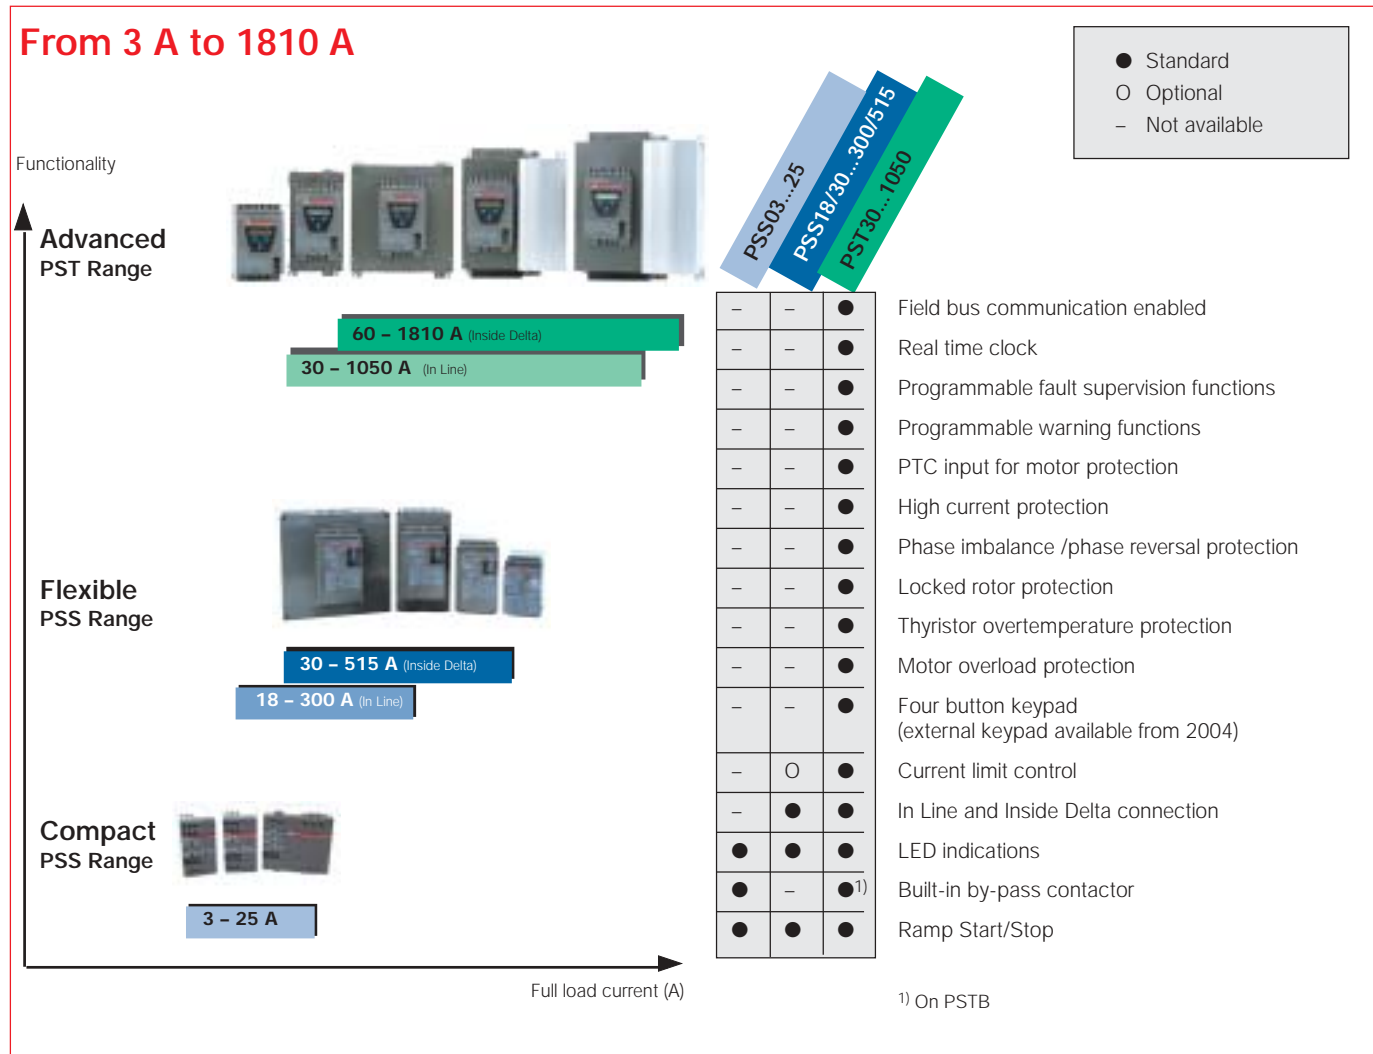 From 3 A to 1810 A
● Standard
O Optional
– Not available
Functionality
PSS03...25
PSS18/30...300/515
PST30...1050
Advanced
PST Range
60 – 1810 A (Inside Delta)
30 – 1050 A (In Line)
Flexible
PSS Range
30 – 515 A (Inside Delta)
18 – 300 A (In Line)
Compact
PSS Range
3 – 25 A
Full load current (A)
– – ● Field bus communication enabled
– – ● Real time clock
– – ● Programmable fault supervision functions
– – ● Programmable warning functions
– – ● PTC input for motor protection
– – ● High current protection
– – ● Phase imbalance /phase reversal protection
– – ● Locked rotor protection
– – ● Thyristor overtemperature protection
– – ● Motor overload protection
– – ● Four button keypad
(external keypad available from 2004)
– O ● Current limit control
– ● ● In Line and Inside Delta connection
● ● ● LED indications
● – ● 1) Built-in by-pass contactor
● ● ● Ramp Start/Stop
1) On PSTB